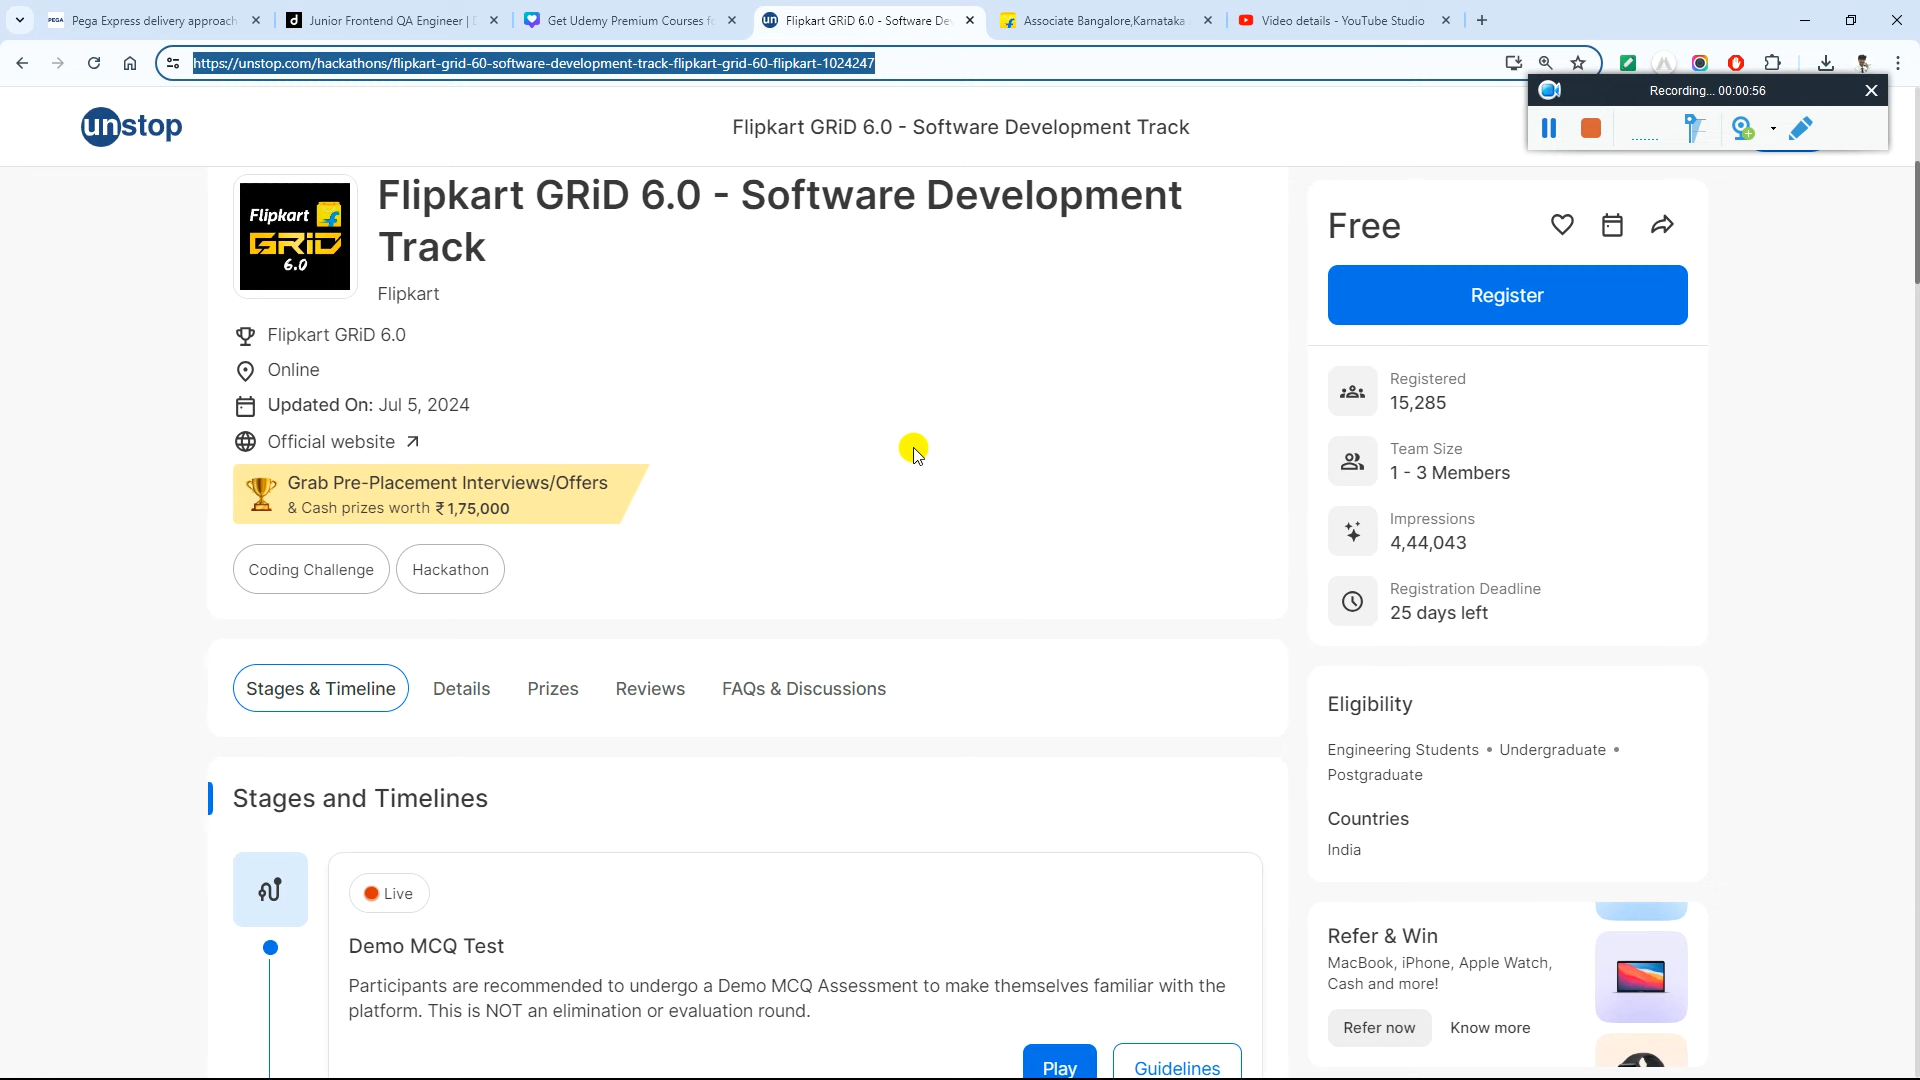 PEGA Pega Express delivery approach
Junior Frontend QA Engineer |
Get Udemy Premium Courses f
un Flipkart GRiD 6.0 - Software De
Associate Bangalore,Karnataka
Video details - YouTube Studio
https://unstop.com/hackathons/flipkart-grid-60-software-development-track-flipkart-grid-60-flipkart-1024247
Recording... 00:00:56
unstop
Flipkart GRiD 6.0 - Software Development Track
Flipkart
GRiD
6.0
Flipkart GRiD 6.0 - Software Development
Track
Flipkart
Flipkart GRiD 6.0
Online
Updated On: Jul 5, 2024
Official website
Grab Pre-Placement Interviews/Offers
& Cash prizes worth ₹ 1,75,000
Coding Challenge
Hackathon
Free
Register
Registered
15,285
Team Size
1 - 3 Members
Impressions
4,44,043
Registration Deadline
25 days left
Stages & Timeline
Details
Prizes
Reviews
FAQs & Discussions
Eligibility
Engineering Students • Undergraduate •
Postgraduate
Countries
India
Stages and Timelines
Live
Demo MCQ Test
Participants are recommended to undergo a Demo MCQ Assessment to make themselves familiar with the
platform. This is NOT an elimination or evaluation round.
Play
Guidelines
Refer & Win
MacBook, iPhone, Apple Watch,
Cash and more!
Refer now
Know more